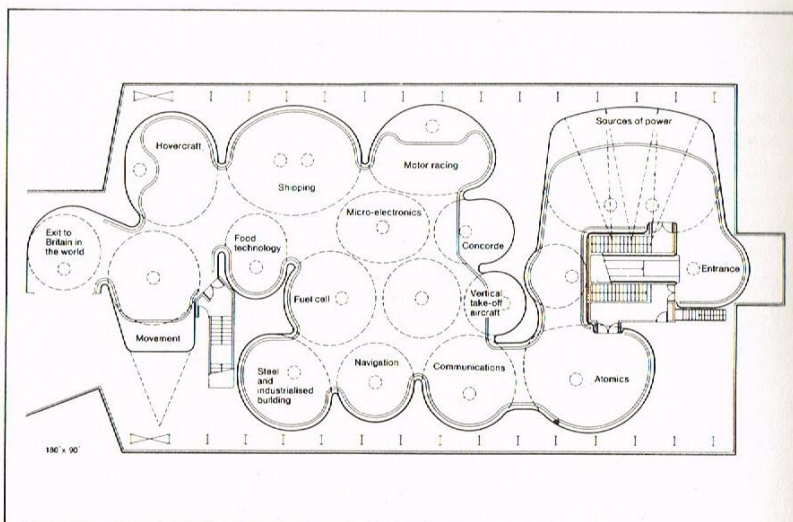 Sources of power
Hovercraft
Motor racing
Shipping
Micro-electronics
Exit to
Britain in
the world
Food
technology
Concorde
Entrance
Fuel cell
Vertical
take-off
aircraft
Movement
Steel
and
industrialised
building
Navigation
Communications
Atomics
180' x 90'